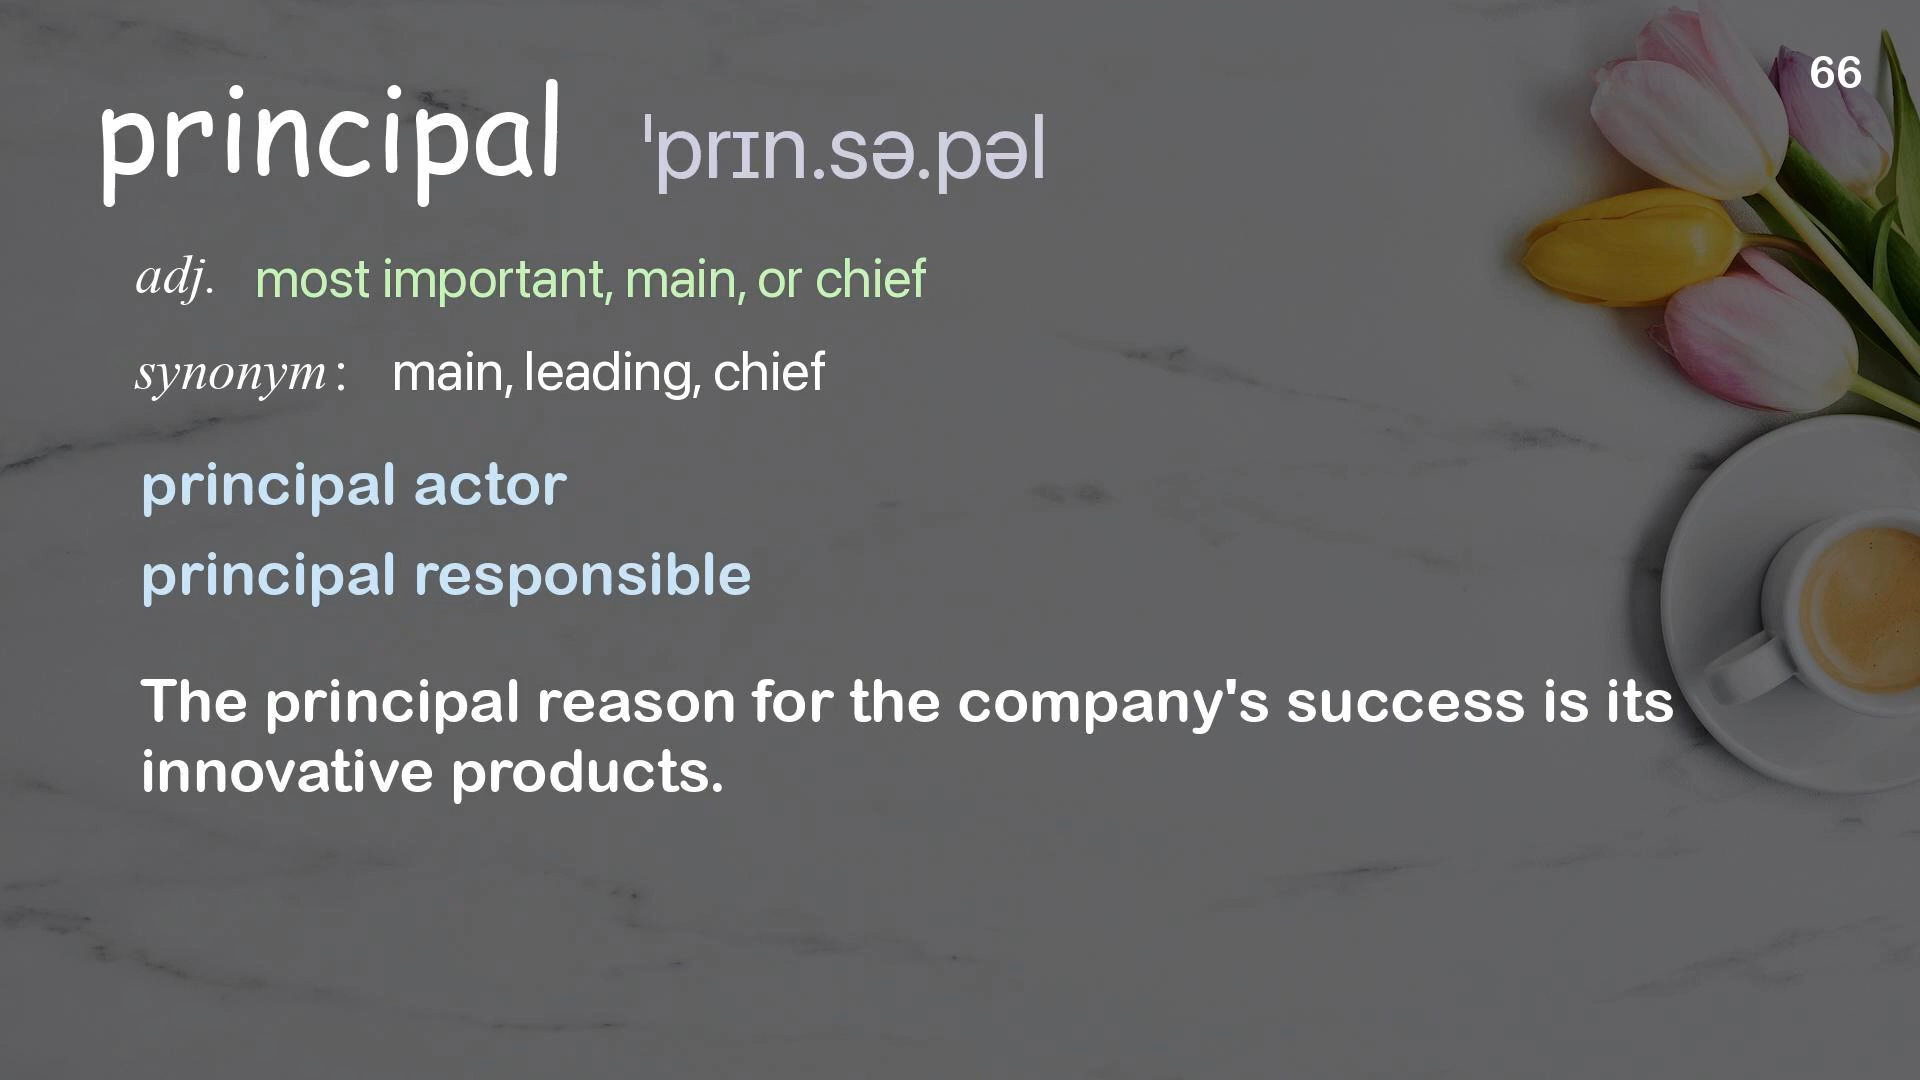 66
principal ˈprɪn.sə.pəl
adj. most important, main, or chief
synonym : main, leading, chief
principal actor
principal responsible
The principal reason for the company's success is its
innovative products.